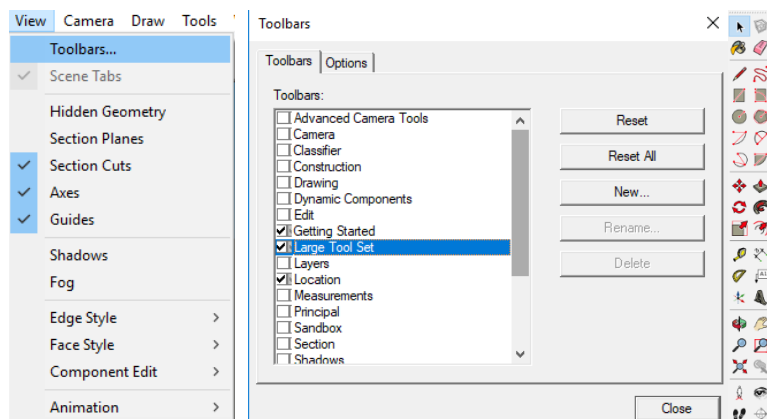 View Camera Draw Tools
Toolbars...
Scene Tabs
Hidden Geometry
Section Planes
Section Cuts
Axes
Guides
Shadows
Fog
Edge Style
Face Style
Component Edit
Animation
Toolbars
Toolbars Options
Toolbars:
Advanced Camera Tools
Camera
Classifier
Construction
Drawing
Dynamic Components
Edit
Getting Started
Large Tool Set
Layers
Location
Measurements
Principal
Sandbox
Section
Shadows
Reset
Reset All
New...
Rename...
Delete
Close